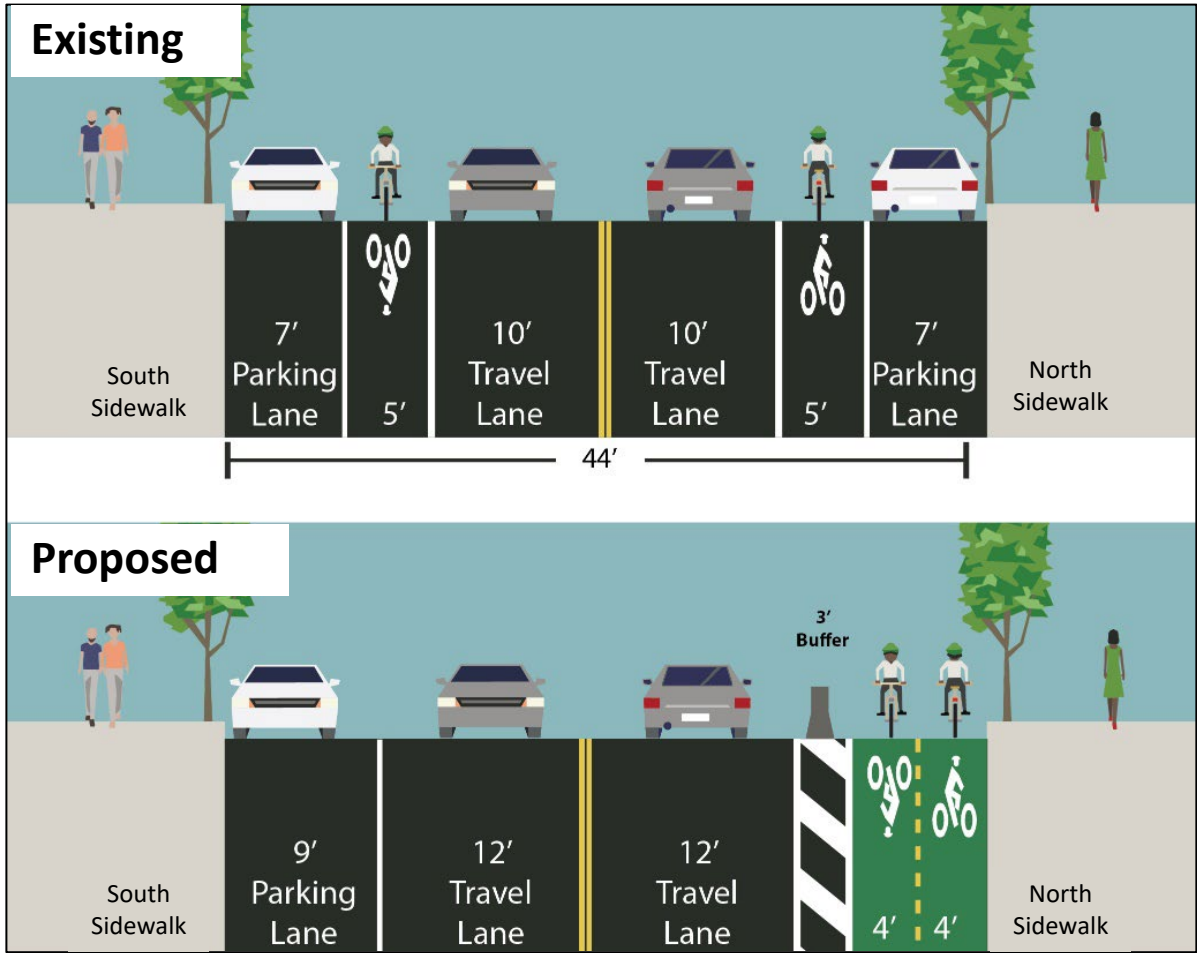 Existing
7′
Parking
Lane
5′
10′
Travel
Lane
10′
Travel
Lane
5′
7′
Parking
Lane
South
Sidewalk
North
Sidewalk
44′
Proposed
3′
Buffer
9′
Parking
Lane
12′
Travel
Lane
12′
Travel
Lane
4′
4′
South
Sidewalk
North
Sidewalk